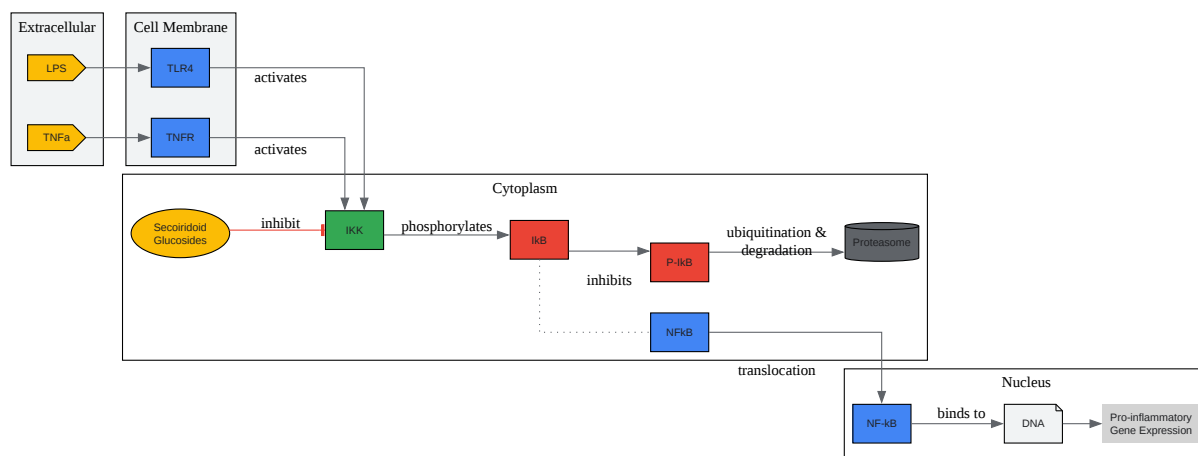 Extracellular
Cell Membrane
LPS
TLR4
activates
TNFa
TNFR
activates
Cytoplasm
Secoiridoid
Glucosides
inhibit
IKK
phosphorylates
IkB
inhibits
P-IkB
ubiquitination &
degradation
Proteasome
NFkB
translocation
Nucleus
NF-kB
binds to
DNA
Pro-inflammatory
Gene Expression